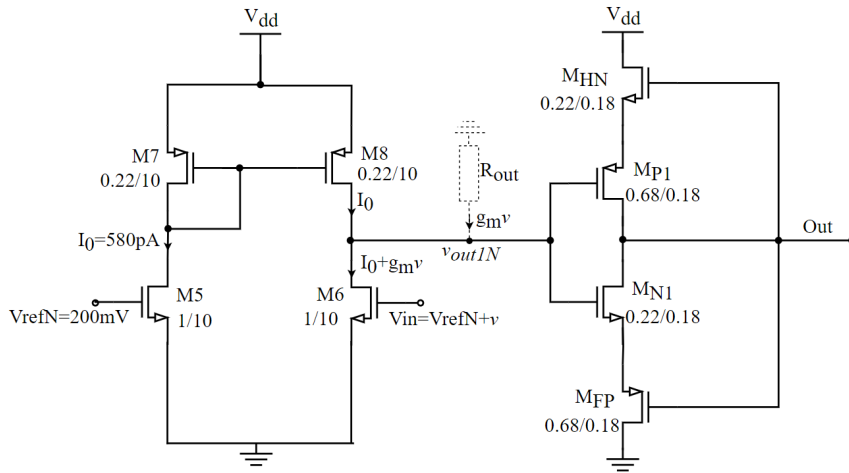 Vdd
Vdd
MHN
0.22/0.18
M7
0.22/10
M8
0.22/10
Rout
MP1
0.68/0.18
I0
gmv
Out
I0=580pA
vout1N
I0+gmv
MN1
0.22/0.18
M5
1/10
M6
1/10
VrefN=200mV
Vin=VrefN+v
MFP
0.68/0.18